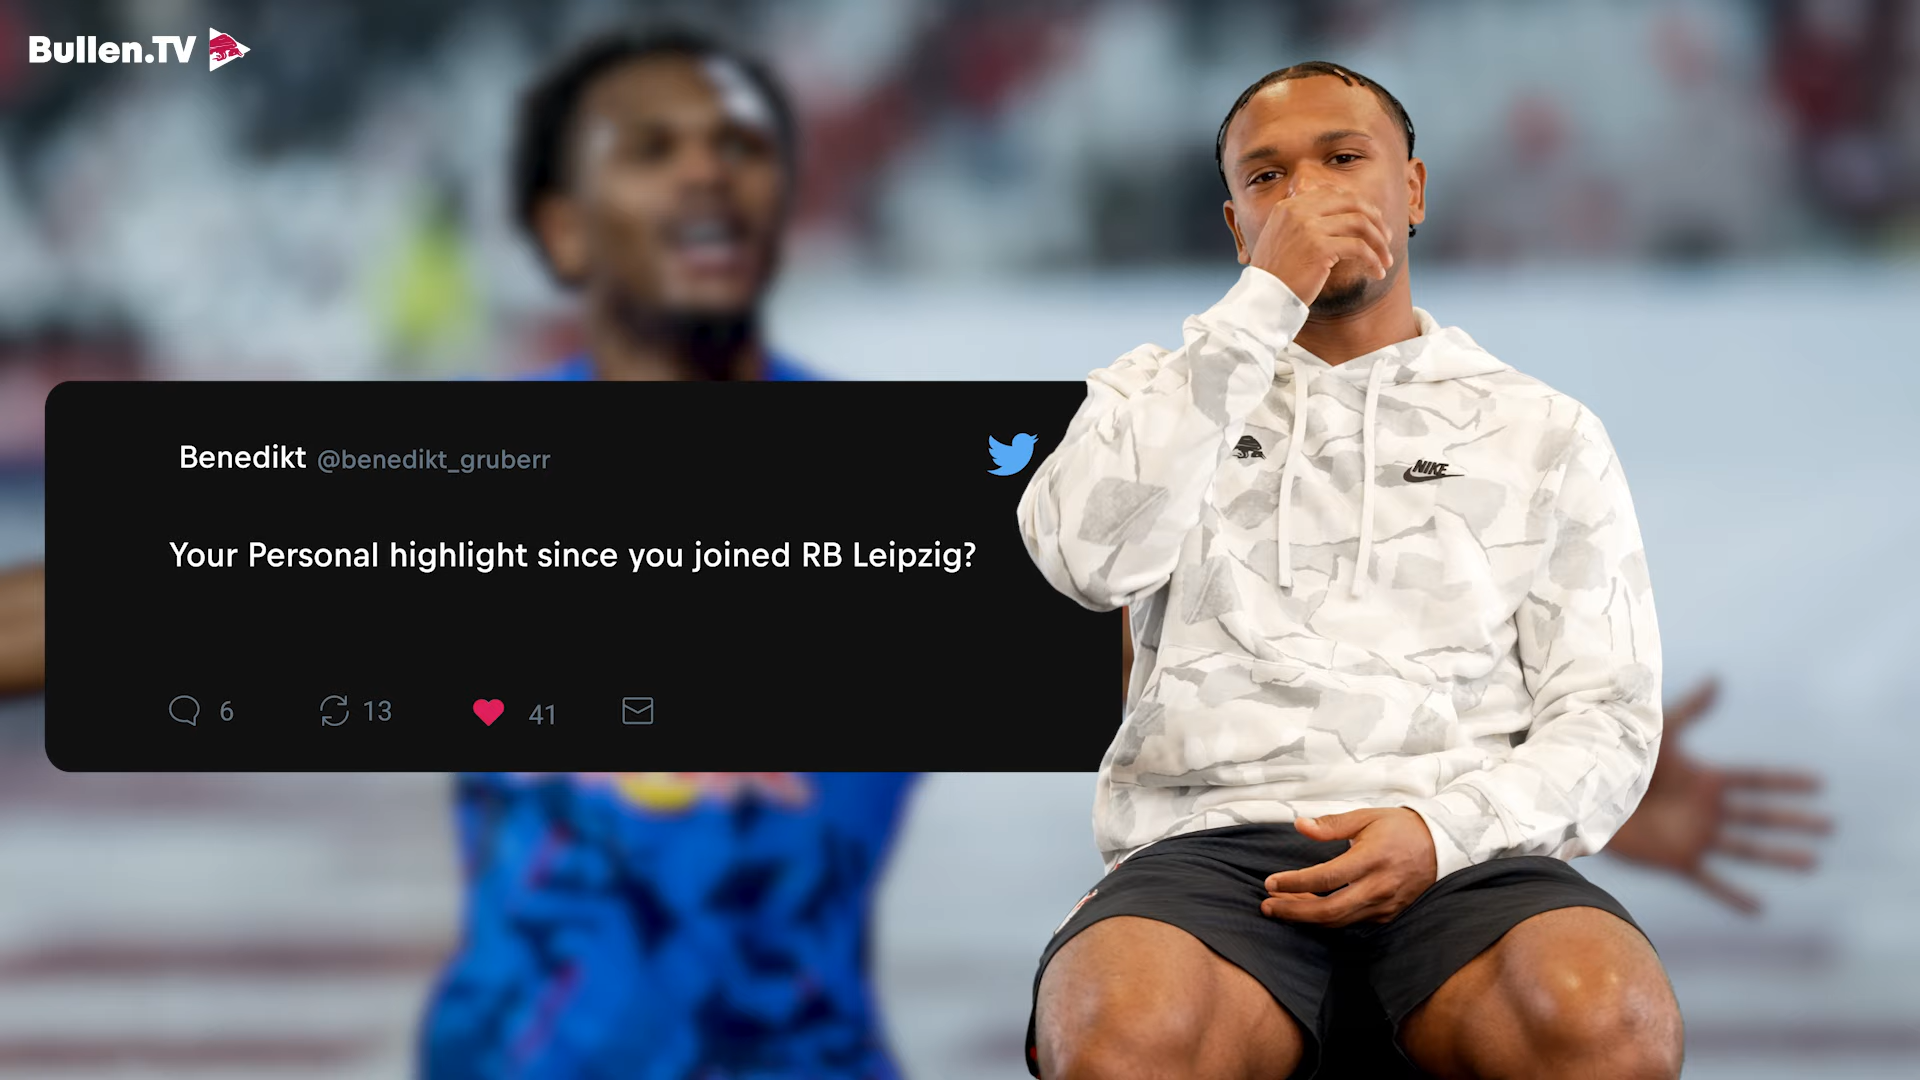 Bullen.TV
Benedikt @benedikt_gruberr
Your Personal highlight since you joined RB Leipzig?
6 13 41
NIKE